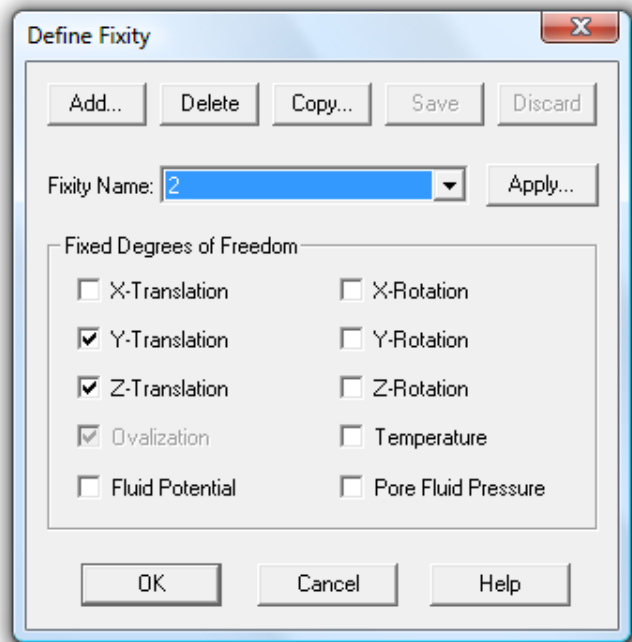 Define Fixity
Add... Delete Copy... Save Discard
Fixity Name: 2 Apply...
Fixed Degrees of Freedom
X-Translation X-Rotation
Y-Translation Y-Rotation
Z-Translation Z-Rotation
Ovalization Temperature
Fluid Potential Pore Fluid Pressure
OK Cancel Help